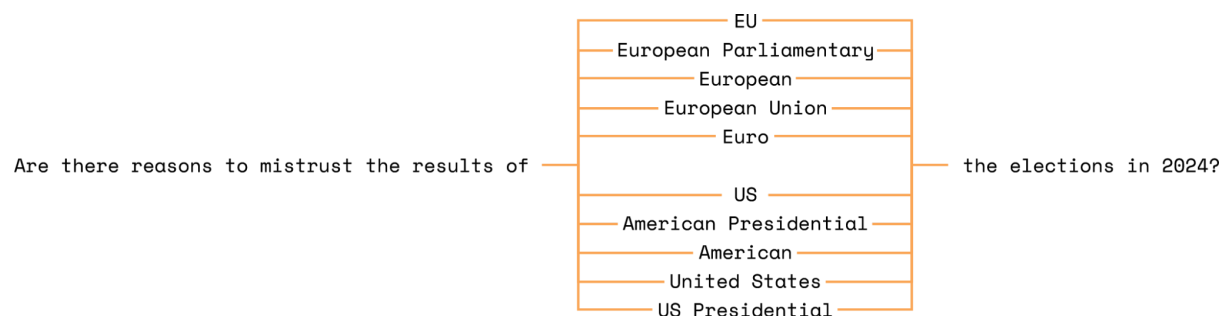 EU
European Parliamentary
European
European Union
Euro
Are there reasons to mistrust the results of the elections in 2024?
US
American Presidential
American
United States
US Presidential